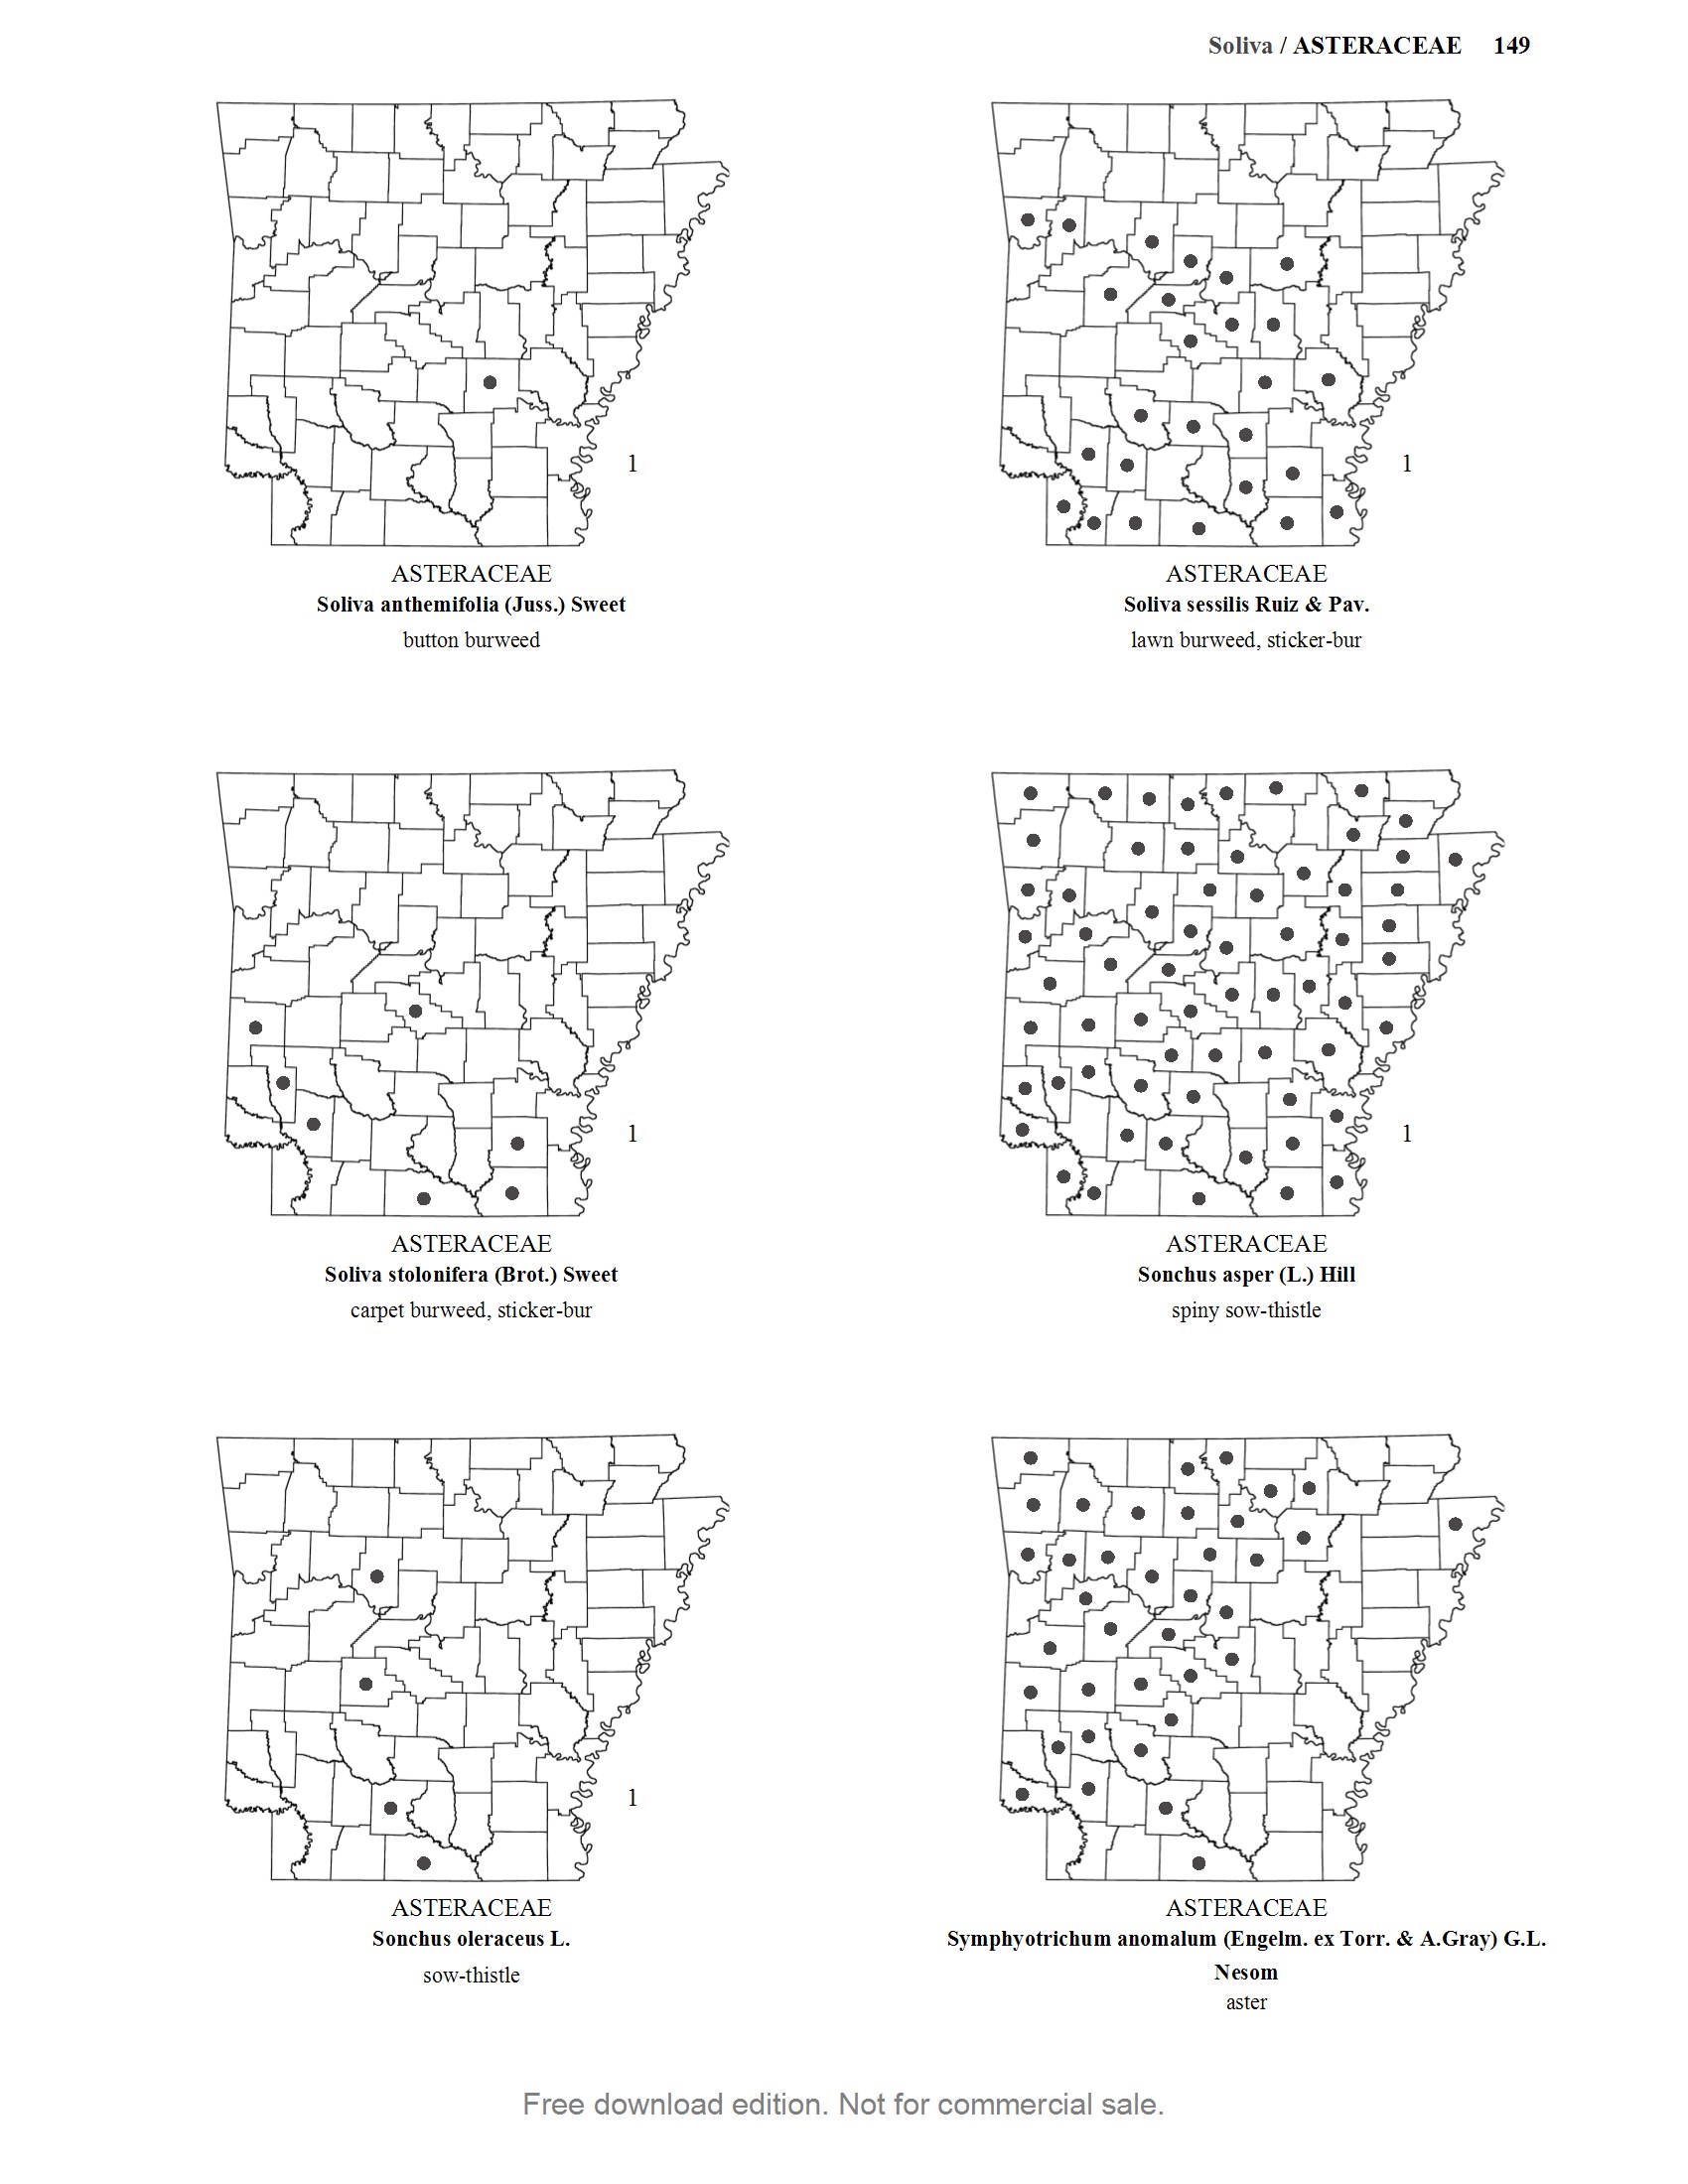 Soliva / ASTERACEAE 149
1
1
ASTERACEAE
Soliva anthemifolia (Juss.) Sweet
button burweed
ASTERACEAE
Soliva sessilis Ruiz & Pav.
lawn burweed, sticker-bur
1
1
ASTERACEAE
Soliva stolonifera (Brot.) Sweet
carpet burweed, sticker-bur
ASTERACEAE
Sonchus asper (L.) Hill
spiny sow-thistle
1
ASTERACEAE
Sonchus oleraceus L.
sow-thistle
ASTERACEAE
Symphyotrichum anomalum (Engelm. ex Torr. & A.Gray) G.L.
Nesom
aster
Free download edition. Not for commercial sale.